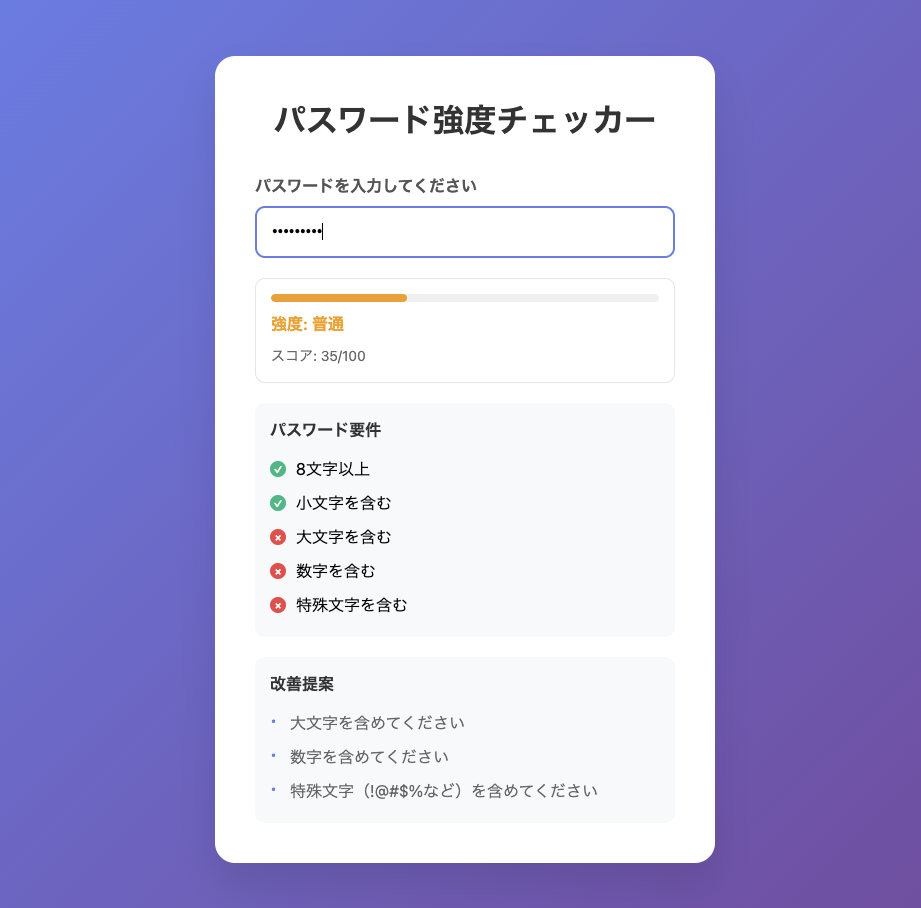 パスワード強度チェッカー
パスワードを入力してください
•••••••••
強度: 普通
スコア: 35/100
パスワード要件
8文字以上
小文字を含む
大文字を含む
数字を含む
特殊文字を含む
改善提案
• 大文字を含めてください
• 数字を含めてください
• 特殊文字（!@#$%など）を含めてください